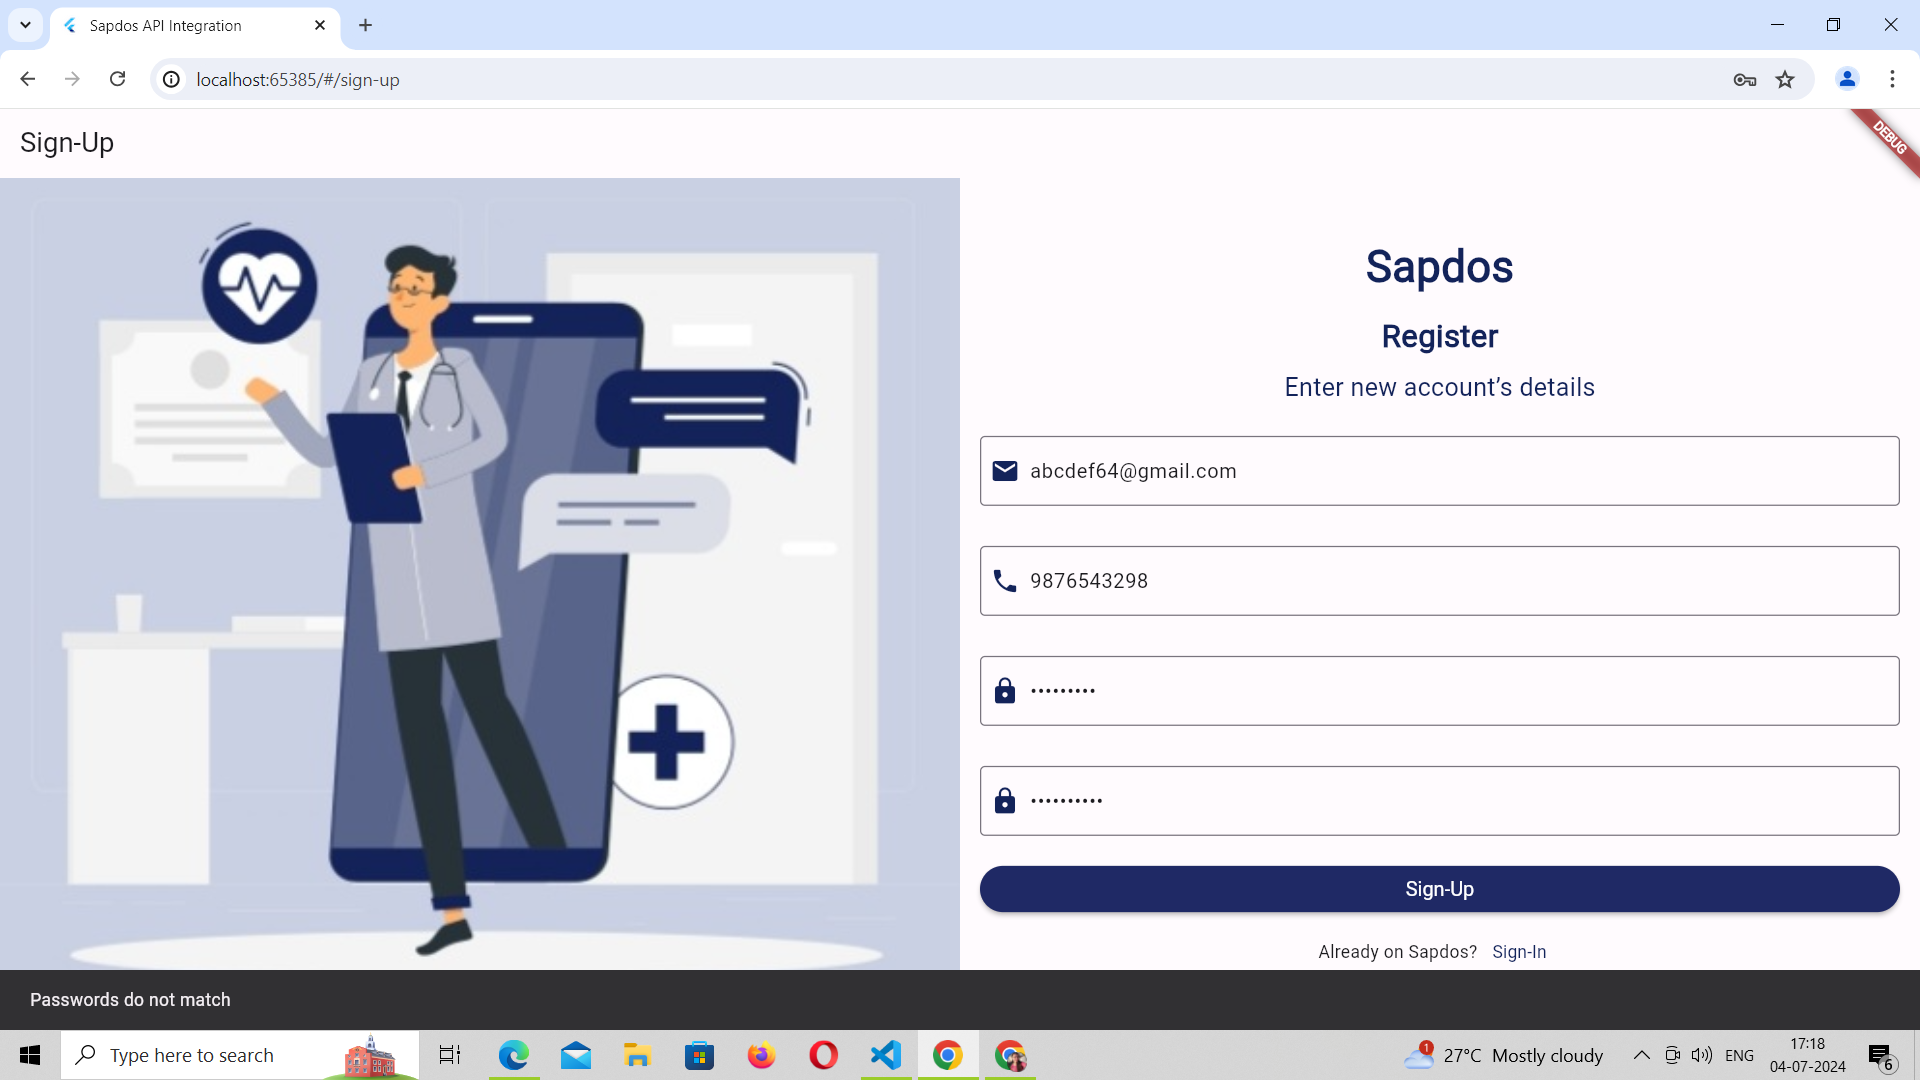 Sapdos API Integration
localhost:65385/#/sign-up
Sign-Up
DEBUG
Sapdos
Register
Enter new account’s details
abcdef64@gmail.com
9876543298
•••••••••
••••••••••
Sign-Up
Already on Sapdos? Sign-In
Passwords do not match
Type here to search
1
27°C Mostly cloudy
ENG
17:18
04-07-2024
6